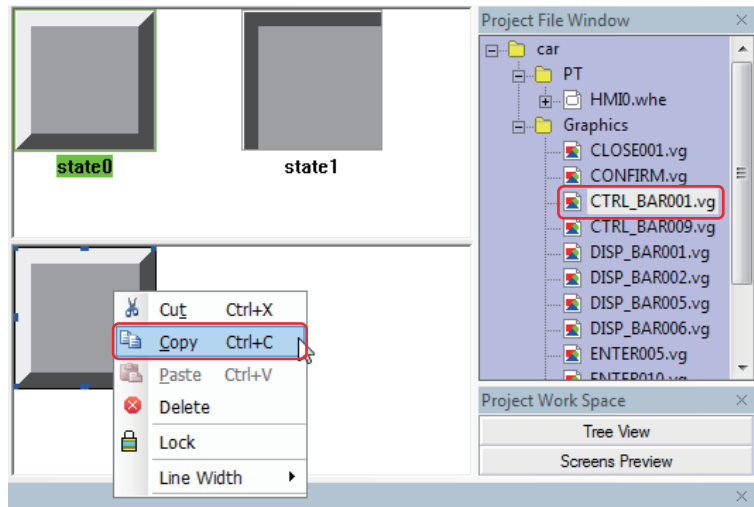 state0
state1
Cut Ctrl+X
Copy Ctrl+C
Paste Ctrl+V
Delete
Lock
Line Width
Project File Window
car
PT
HMI0.whe
Graphics
CLOSE001.vg
CONFIRM.vg
CTRL_BAR001.vg
CTRL_BAR009.vg
DISP_BAR001.vg
DISP_BAR002.vg
DISP_BAR005.vg
DISP_BAR006.vg
ENTER005.vg
ENTER010.vg
Project Work Space
Tree View
Screens Preview